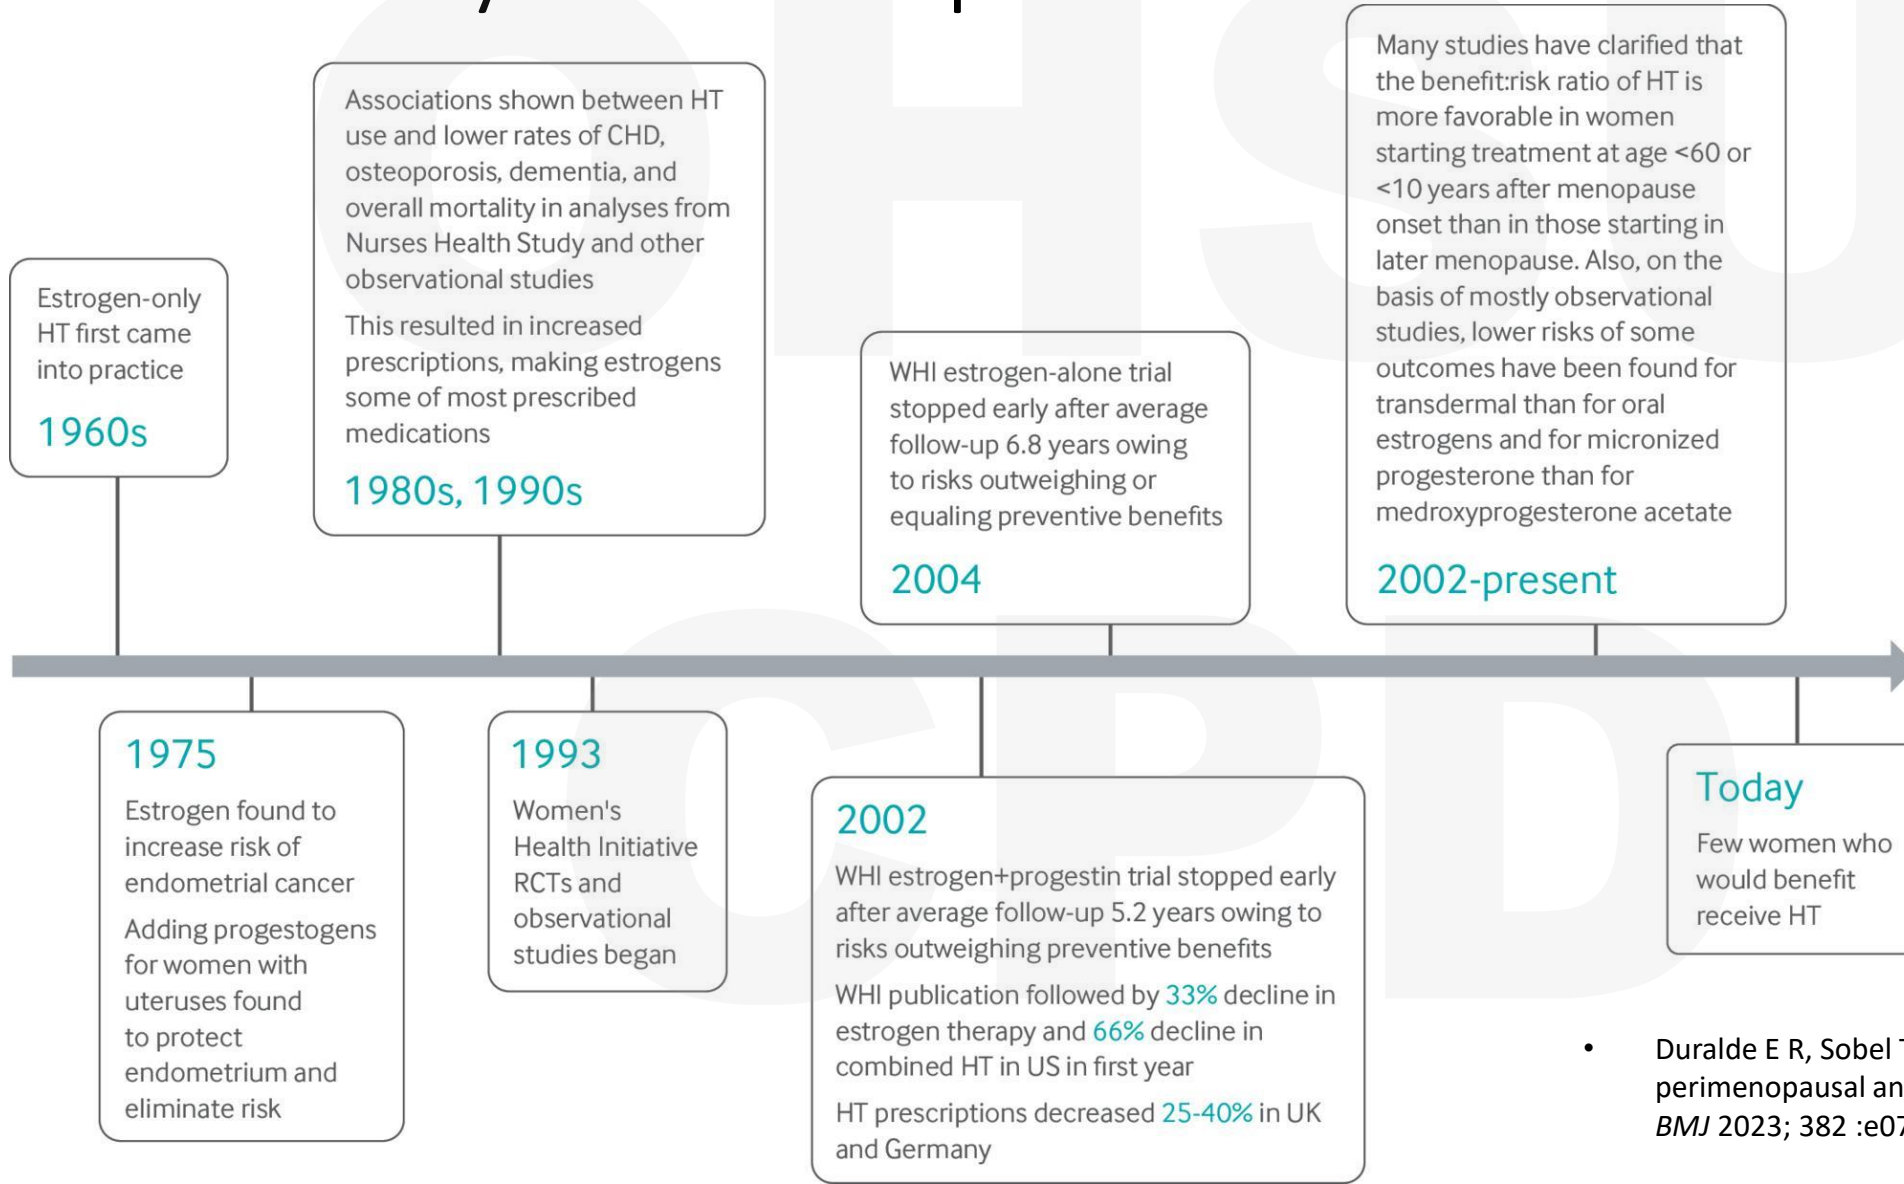 Estrogen-only
HT first came
into practice
1960s
Associations shown between HT
use and lower rates of CHD,
osteoporosis, dementia, and
overall mortality in analyses from
Nurses Health Study and other
observational studies
This resulted in increased
prescriptions, making estrogens
some of most prescribed
medications
1980s, 1990s
WHI estrogen-alone trial
stopped early after average
follow-up 6.8 years owing
to risks outweighing or
equaling preventive benefits
2004
Many studies have clarified that
the benefit:risk ratio of HT is
more favorable in women
starting treatment at age <60 or
<10 years after menopause
onset than in those starting in
later menopause. Also, on the
basis of mostly observational
studies, lower risks of some
outcomes have been found for
transdermal than for oral
estrogens and for micronized
progesterone than for
medroxyprogesterone acetate
2002-present
1975
Estrogen found to
increase risk of
endometrial cancer
Adding progestogens
for women with
uteruses found
to protect
endometrium and
eliminate risk
1993
Women's
Health Initiative
RCTs and
observational
studies began
2002
WHI estrogen+progestin trial stopped early
after average follow-up 5.2 years owing to
risks outweighing preventive benefits
WHI publication followed by 33% decline in
estrogen therapy and 66% decline in
combined HT in US in first year
HT prescriptions decreased 25-40% in UK
and Germany
Today
Few women who
would benefit
receive HT
• Duralde E R, Sobel
perimenopausal
BMJ 2023; 382
OHSU
CPD